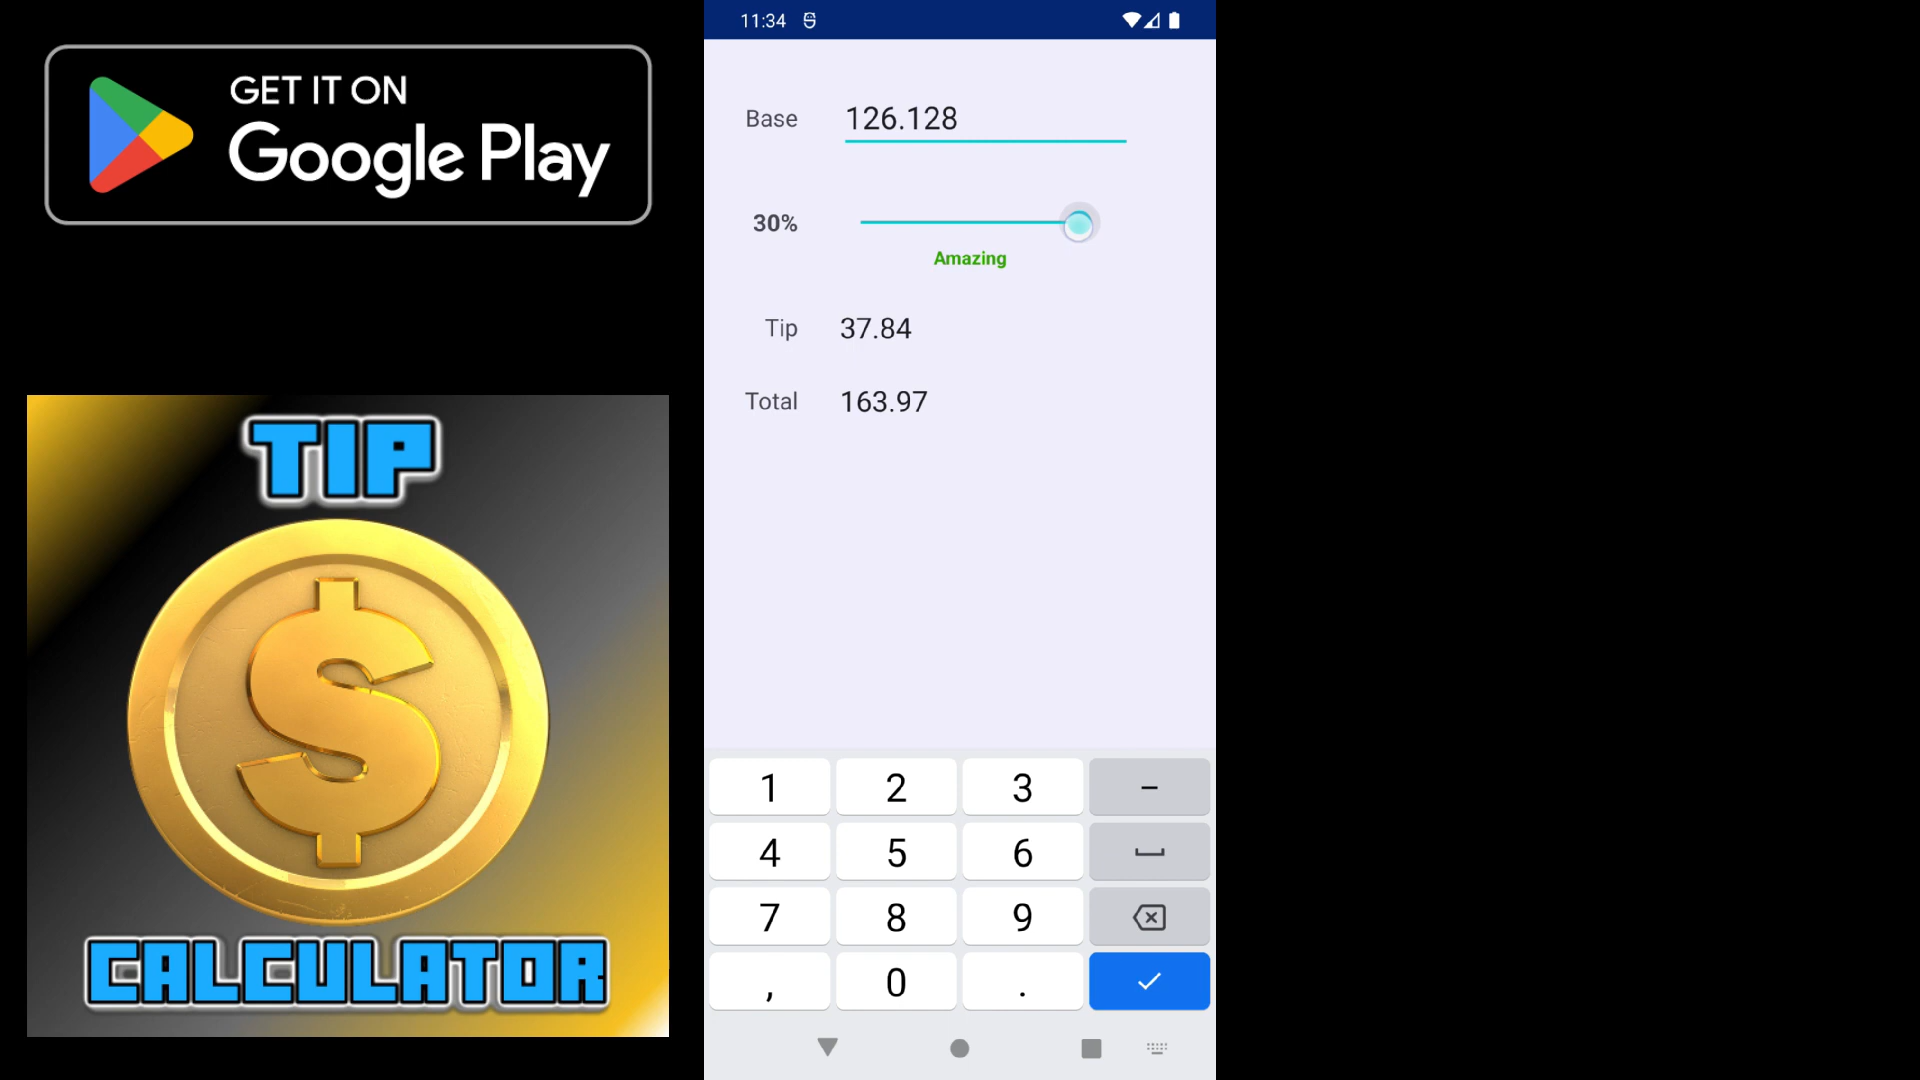 GET IT ON
Google Play
TIP
CALCULATOR
11:34
Base 126.128
30%
Amazing
Tip 37.84
Total 163.97
1 2 3 –
4 5 6
7 8 9
, 0 .